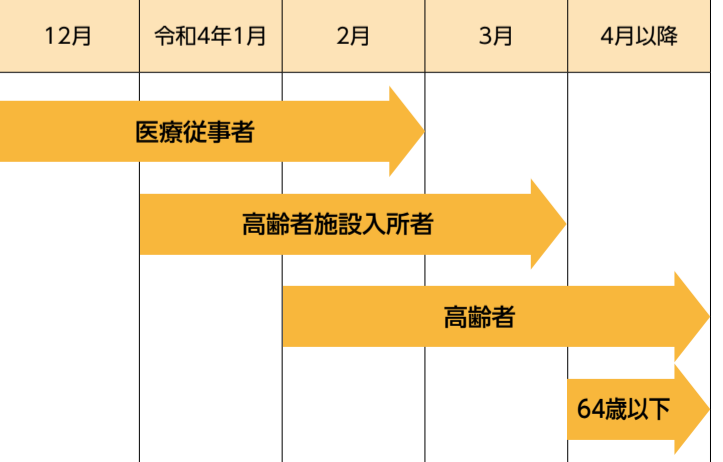 12月 令和4年1月 2月 3月 4月以降
医療従事者
高齢者施設入所者
高齢者
64歳以下